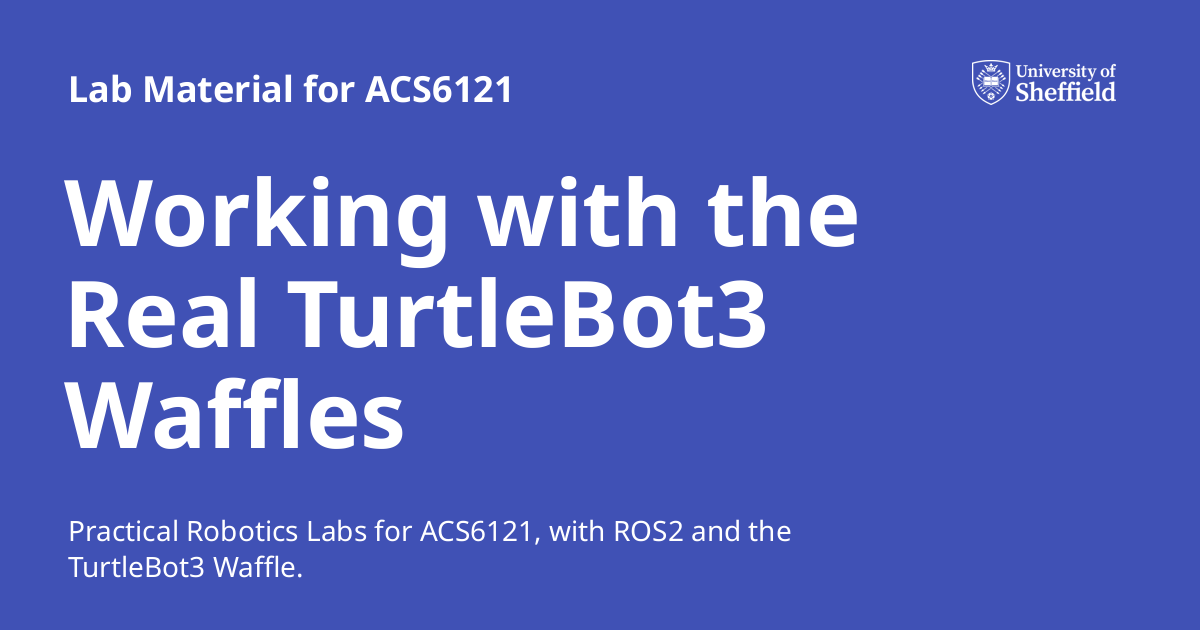 Lab Material for ACS6121
University of
Sheffield
Working with the
Real TurtleBot3
Waffles
Practical Robotics Labs for ACS6121, with ROS2 and the
TurtleBot3 Waffle.